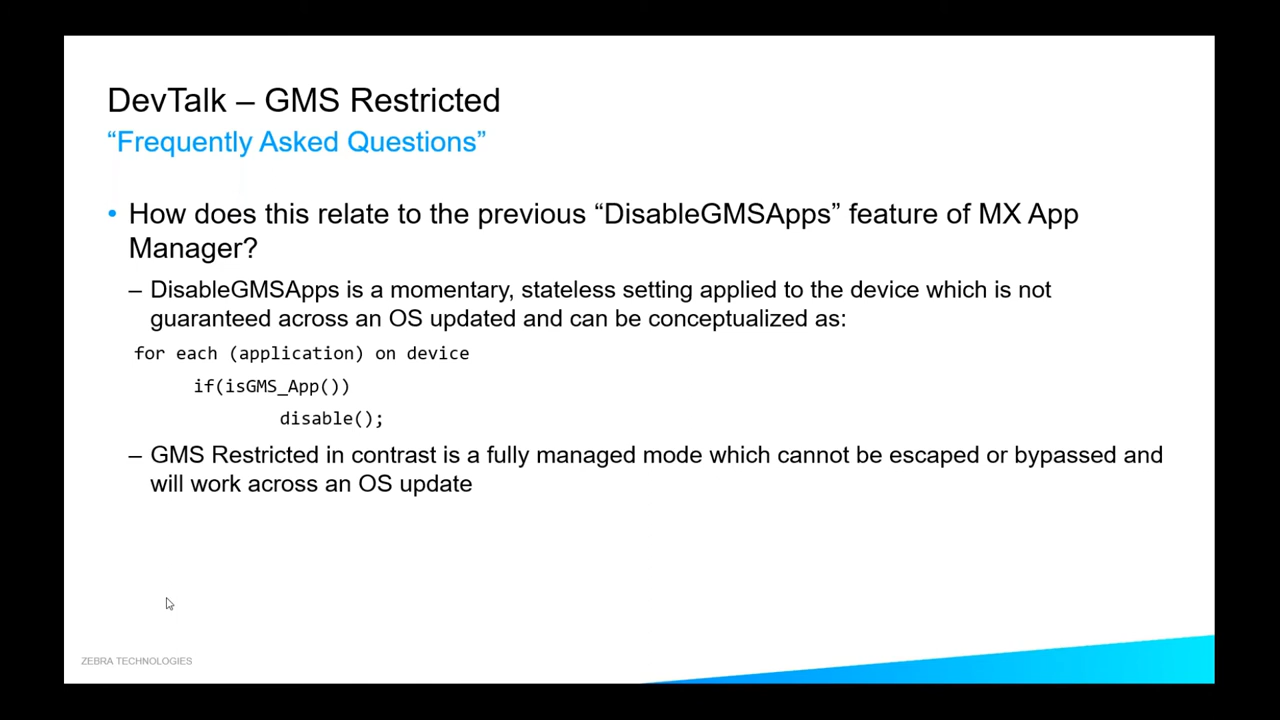 DevTalk – GMS Restricted
“Frequently Asked Questions”
• How does this relate to the previous “DisableGMSApps” feature of MX App
Manager?
– DisableGMSApps is a momentary, stateless setting applied to the device which is not
guaranteed across an OS updated and can be conceptualized as:
for each (application) on device
if(isGMS_App())
disable();
– GMS Restricted in contrast is a fully managed mode which cannot be escaped or bypassed and
will work across an OS update
ZEBRA TECHNOLOGIES